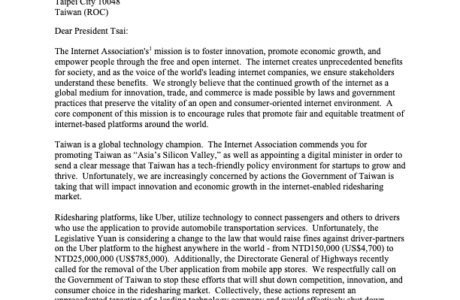 Taipei City 10048
Taiwan (ROC)
Dear President Tsai:
The Internet Association's¹ mission is to foster innovation, promote economic growth, and
empower people through the free and open internet. The internet creates unprecedented benefits
for society, and as the voice of the world's leading internet companies, we ensure stakeholders
understand these benefits. We strongly believe that the continued growth of the internet as a
global medium for innovation, trade, and commerce is made possible by laws and government
practices that preserve the vitality of an open and consumer-oriented internet environment. A
core component of this mission is to encourage rules that promote fair and equitable treatment of
internet-based platforms around the world.
Taiwan is a global technology champion. The Internet Association commends you for
promoting Taiwan as "Asia's Silicon Valley," as well as appointing a digital minister in order to
send a clear message that Taiwan has a tech-friendly policy environment for startups to grow and
thrive. Unfortunately, we are increasingly concerned by actions the Government of Taiwan is
taking that will impact innovation and economic growth in the internet-enabled ridesharing
market.
Ridesharing platforms, like Uber, utilize technology to connect passengers and others to drivers
who use the application to provide automobile transportation services. Unfortunately, the
Legislative Yuan is considering a change to the law that would raise fines against driver-partners
on the Uber platform to the highest anywhere in the world - from NTD150,000 (US$4,700) to
NTD25,000,000 (US$785,000). Additionally, the Directorate General of Highways recently
called for the removal of the Uber application from mobile app stores. We respectfully call on
the Government of Taiwan to stop these efforts that will shut down competition, innovation, and
consumer choice in the ridesharing market. Collectively, these actions represent an
unprecedented targeting of a leading technology company and would effectively shut down